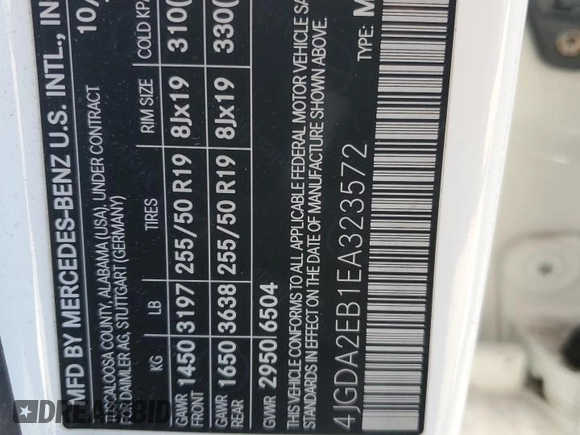 MFD BY MERCEDES-BENZ U.S. INTL., IN
TUSCALOOSA COUNTY, ALABAMA (USA), UNDER CONTRACT
FOR DAIMLER AG, STUTTGART (GERMANY)
10/
KG LB TIRES RIM SIZE COLD KP
GAWR FRONT 1450 3197 255/50 R19 8Jx19 310(
GAWR REAR 1650 3638 255/50 R19 8Jx19 330(
GVWR 2950/6504
THIS VEHICLE CONFORMS TO ALL APPLICABLE FEDERAL MOTOR VEHICLE SA
STANDARDS IN EFFECT ON THE DATE OF MANUFACTURE SHOWN ABOVE.
4JGDA2EB1EA323572
TYPE: M